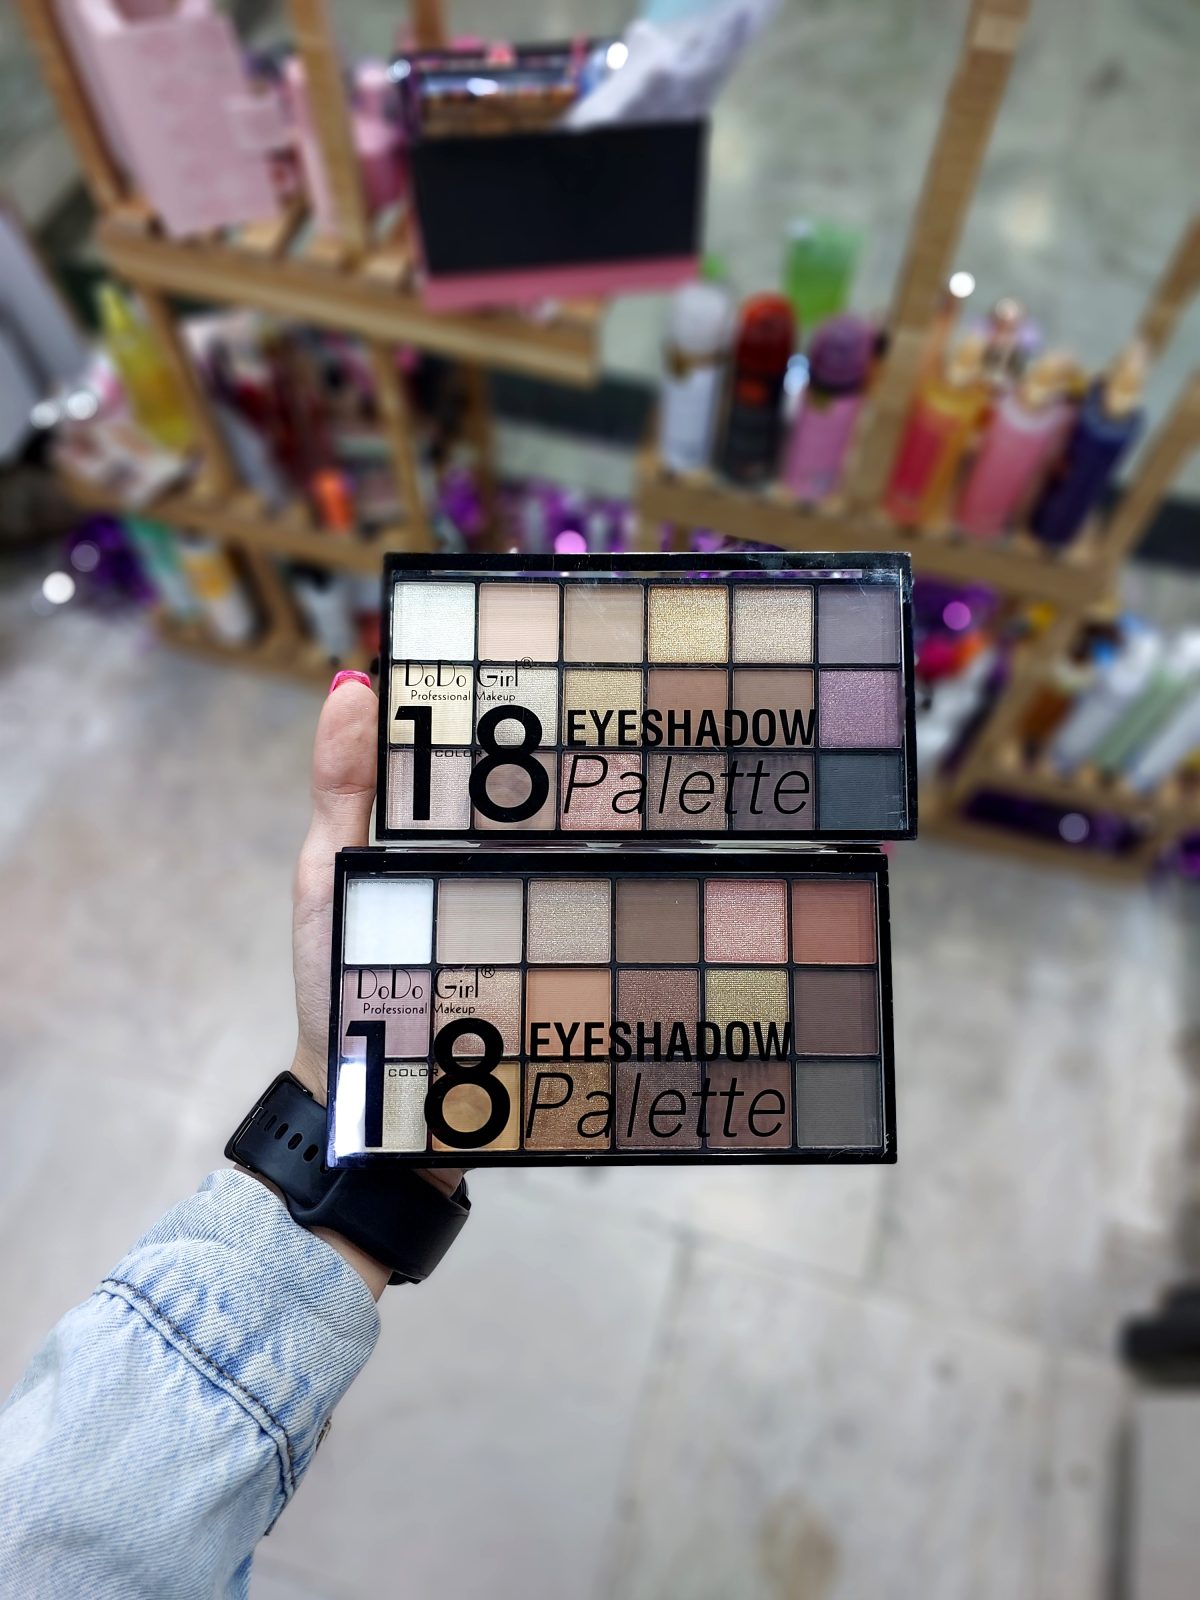 DoDo Girl®
Professional Makeup
18 COLOR EYESHADOW
Palette
DoDo Girl®
Professional Makeup
18 COLOR EYESHADOW
Palette